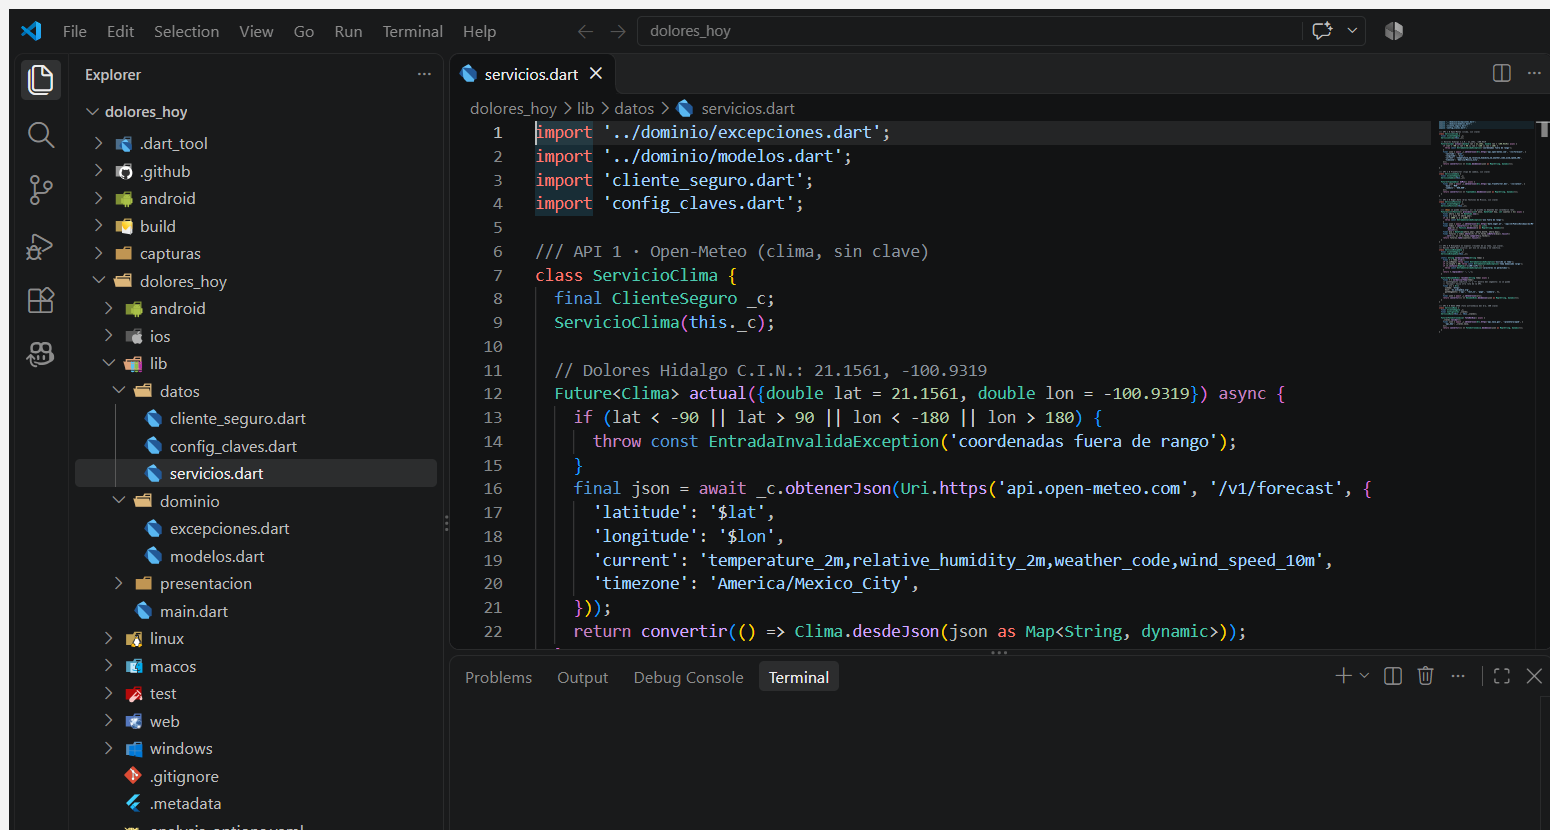 File Edit Selection View Go Run Terminal Help
dolores_hoy
Explorer
dolores_hoy
.dart_tool
.github
android
build
capturas
dolores_hoy
android
ios
lib
datos
cliente_seguro.dart
config_claves.dart
servicios.dart
dominio
excepciones.dart
modelos.dart
presentacion
main.dart
linux
macos
test
web
windows
.gitignore
.metadata
servicios.dart
dolores_hoy > lib > datos > servicios.dart
1 import '../dominio/excepciones.dart';
2 import '../dominio/modelos.dart';
3 import 'cliente_seguro.dart';
4 import 'config_claves.dart';
5
6 /// API 1 · Open-Meteo (clima, sin clave)
7 class ServicioClima {
8 final ClienteSeguro _c;
9 ServicioClima(this._c);
10
11 // Dolores Hidalgo C.I.N.: 21.1561, -100.9319
12 Future<Clima> actual({double lat = 21.1561, double lon = -100.9319}) async {
13 if (lat < -90 || lat > 90 || lon < -180 || lon > 180) {
14 throw const EntradaInvalidaException('coordenadas fuera de rango');
15 }
16 final json = await _c.obtenerJson(Uri.https('api.open-meteo.com', '/v1/forecast', {
17 'latitude': '$lat',
18 'longitude': '$lon',
19 'current': 'temperature_2m,relative_humidity_2m,weather_code,wind_speed_10m',
20 'timezone': 'America/Mexico_City',
21 }));
22 return convertir(() => Clima.desdeJson(json as Map<String, dynamic>));
Problems Output Debug Console Terminal